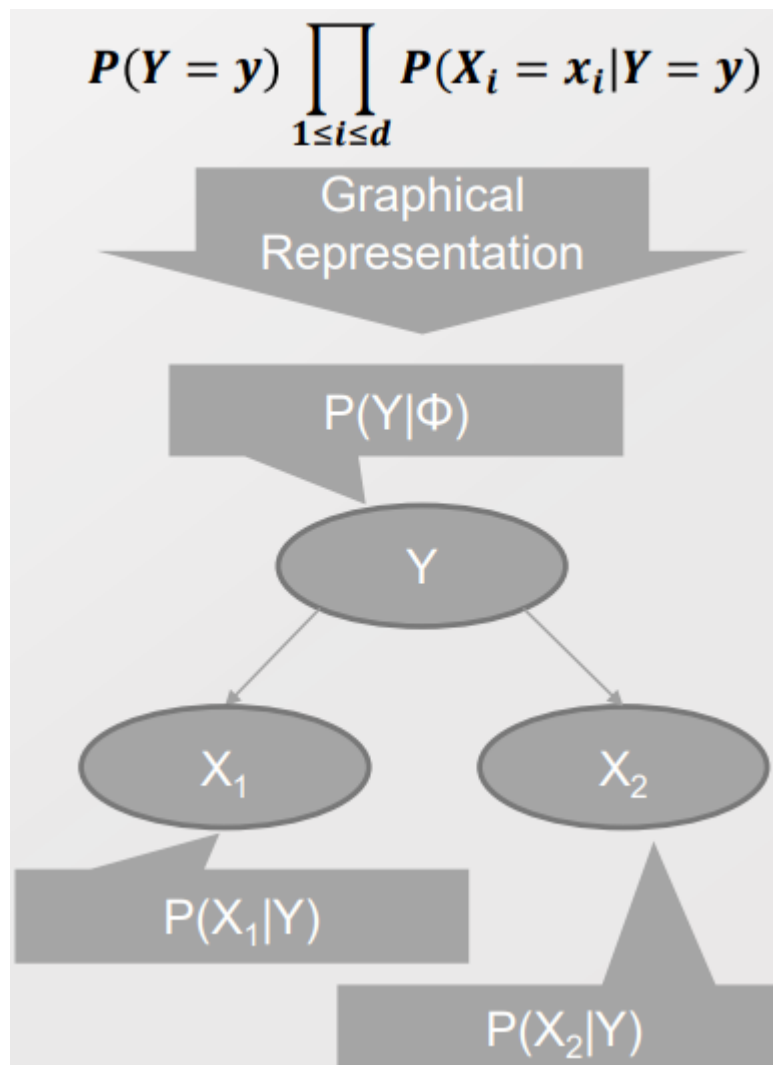 P(Y = y) ∏ P(Xᵢ = xᵢ|Y = y)
1≤i≤d
Graphical
Representation
P(Y|Φ)
Y
X₁
X₂
P(X₁|Y)
P(X₂|Y)